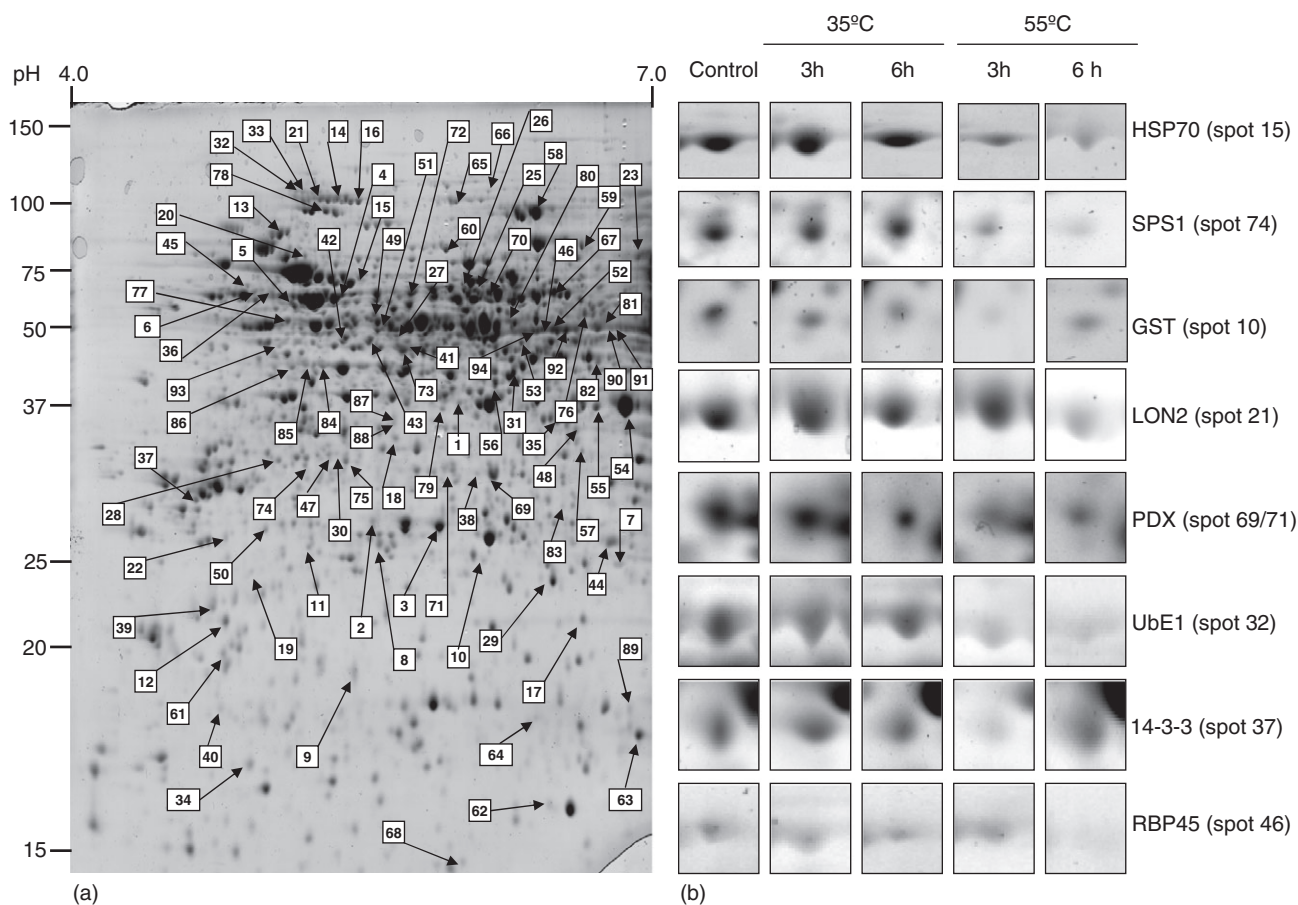 35ºC 55ºC
pH 4.0 7.0 Control 3h 6h 3h 6 h
150
100
75
50
37
25
20
15
26
33 21 14 16 72 66
32
51 65 58
78 4 25 80 23
20 13 15 59
45 5 42 49 60 70 46 67
27 52
77
81
6
36
41
94 92
93 73 53 82 90 91
87
86 85 84 43 31 76
88 1 56 35
37
54
48
74 47 75 18 79 55
28 30 38 69 57 7
83
22 50 44
11 3 71
39 2 29
19 8 10 89
12 17
61
40 9 64
34 62 63
68
HSP70 (spot 15)
SPS1 (spot 74)
GST (spot 10)
LON2 (spot 21)
PDX (spot 69/71)
UbE1 (spot 32)
14-3-3 (spot 37)
RBP45 (spot 46)
(a) (b)